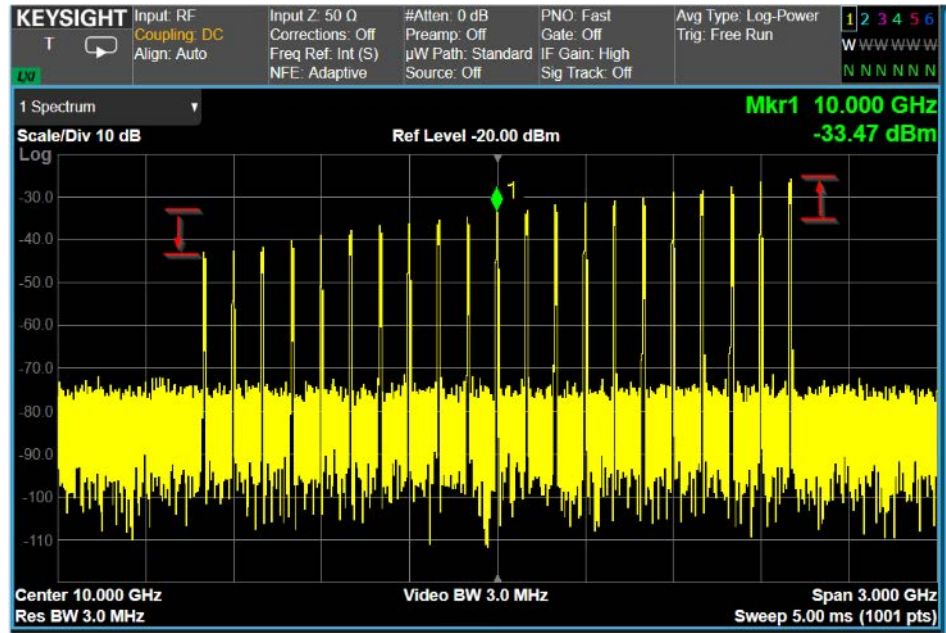 KEYSIGHT Input: RF Input Z: 50 Ω #Atten: 0 dB PNO: Fast Avg Type: Log-Power 1 2 3 4 5 6
T Coupling: DC Corrections: Off Preamp: Off Gate: Off Trig: Free Run
Align: Auto Freq Ref: Int (S) µW Path: Standard IF Gain: High W W W W W W
LXI NFE: Adaptive Source: Off Sig Track: Off N N N N N N
1 Spectrum Mkr1 10.000 GHz
Scale/Div 10 dB Ref Level -20.00 dBm -33.47 dBm
Log
1
-30.0
-40.0
-50.0
-60.0
-70.0
-80.0
-90.0
-100
-110
Center 10.000 GHz Video BW 3.0 MHz Span 3.000 GHz
Res BW 3.0 MHz Sweep 5.00 ms (1001 pts)